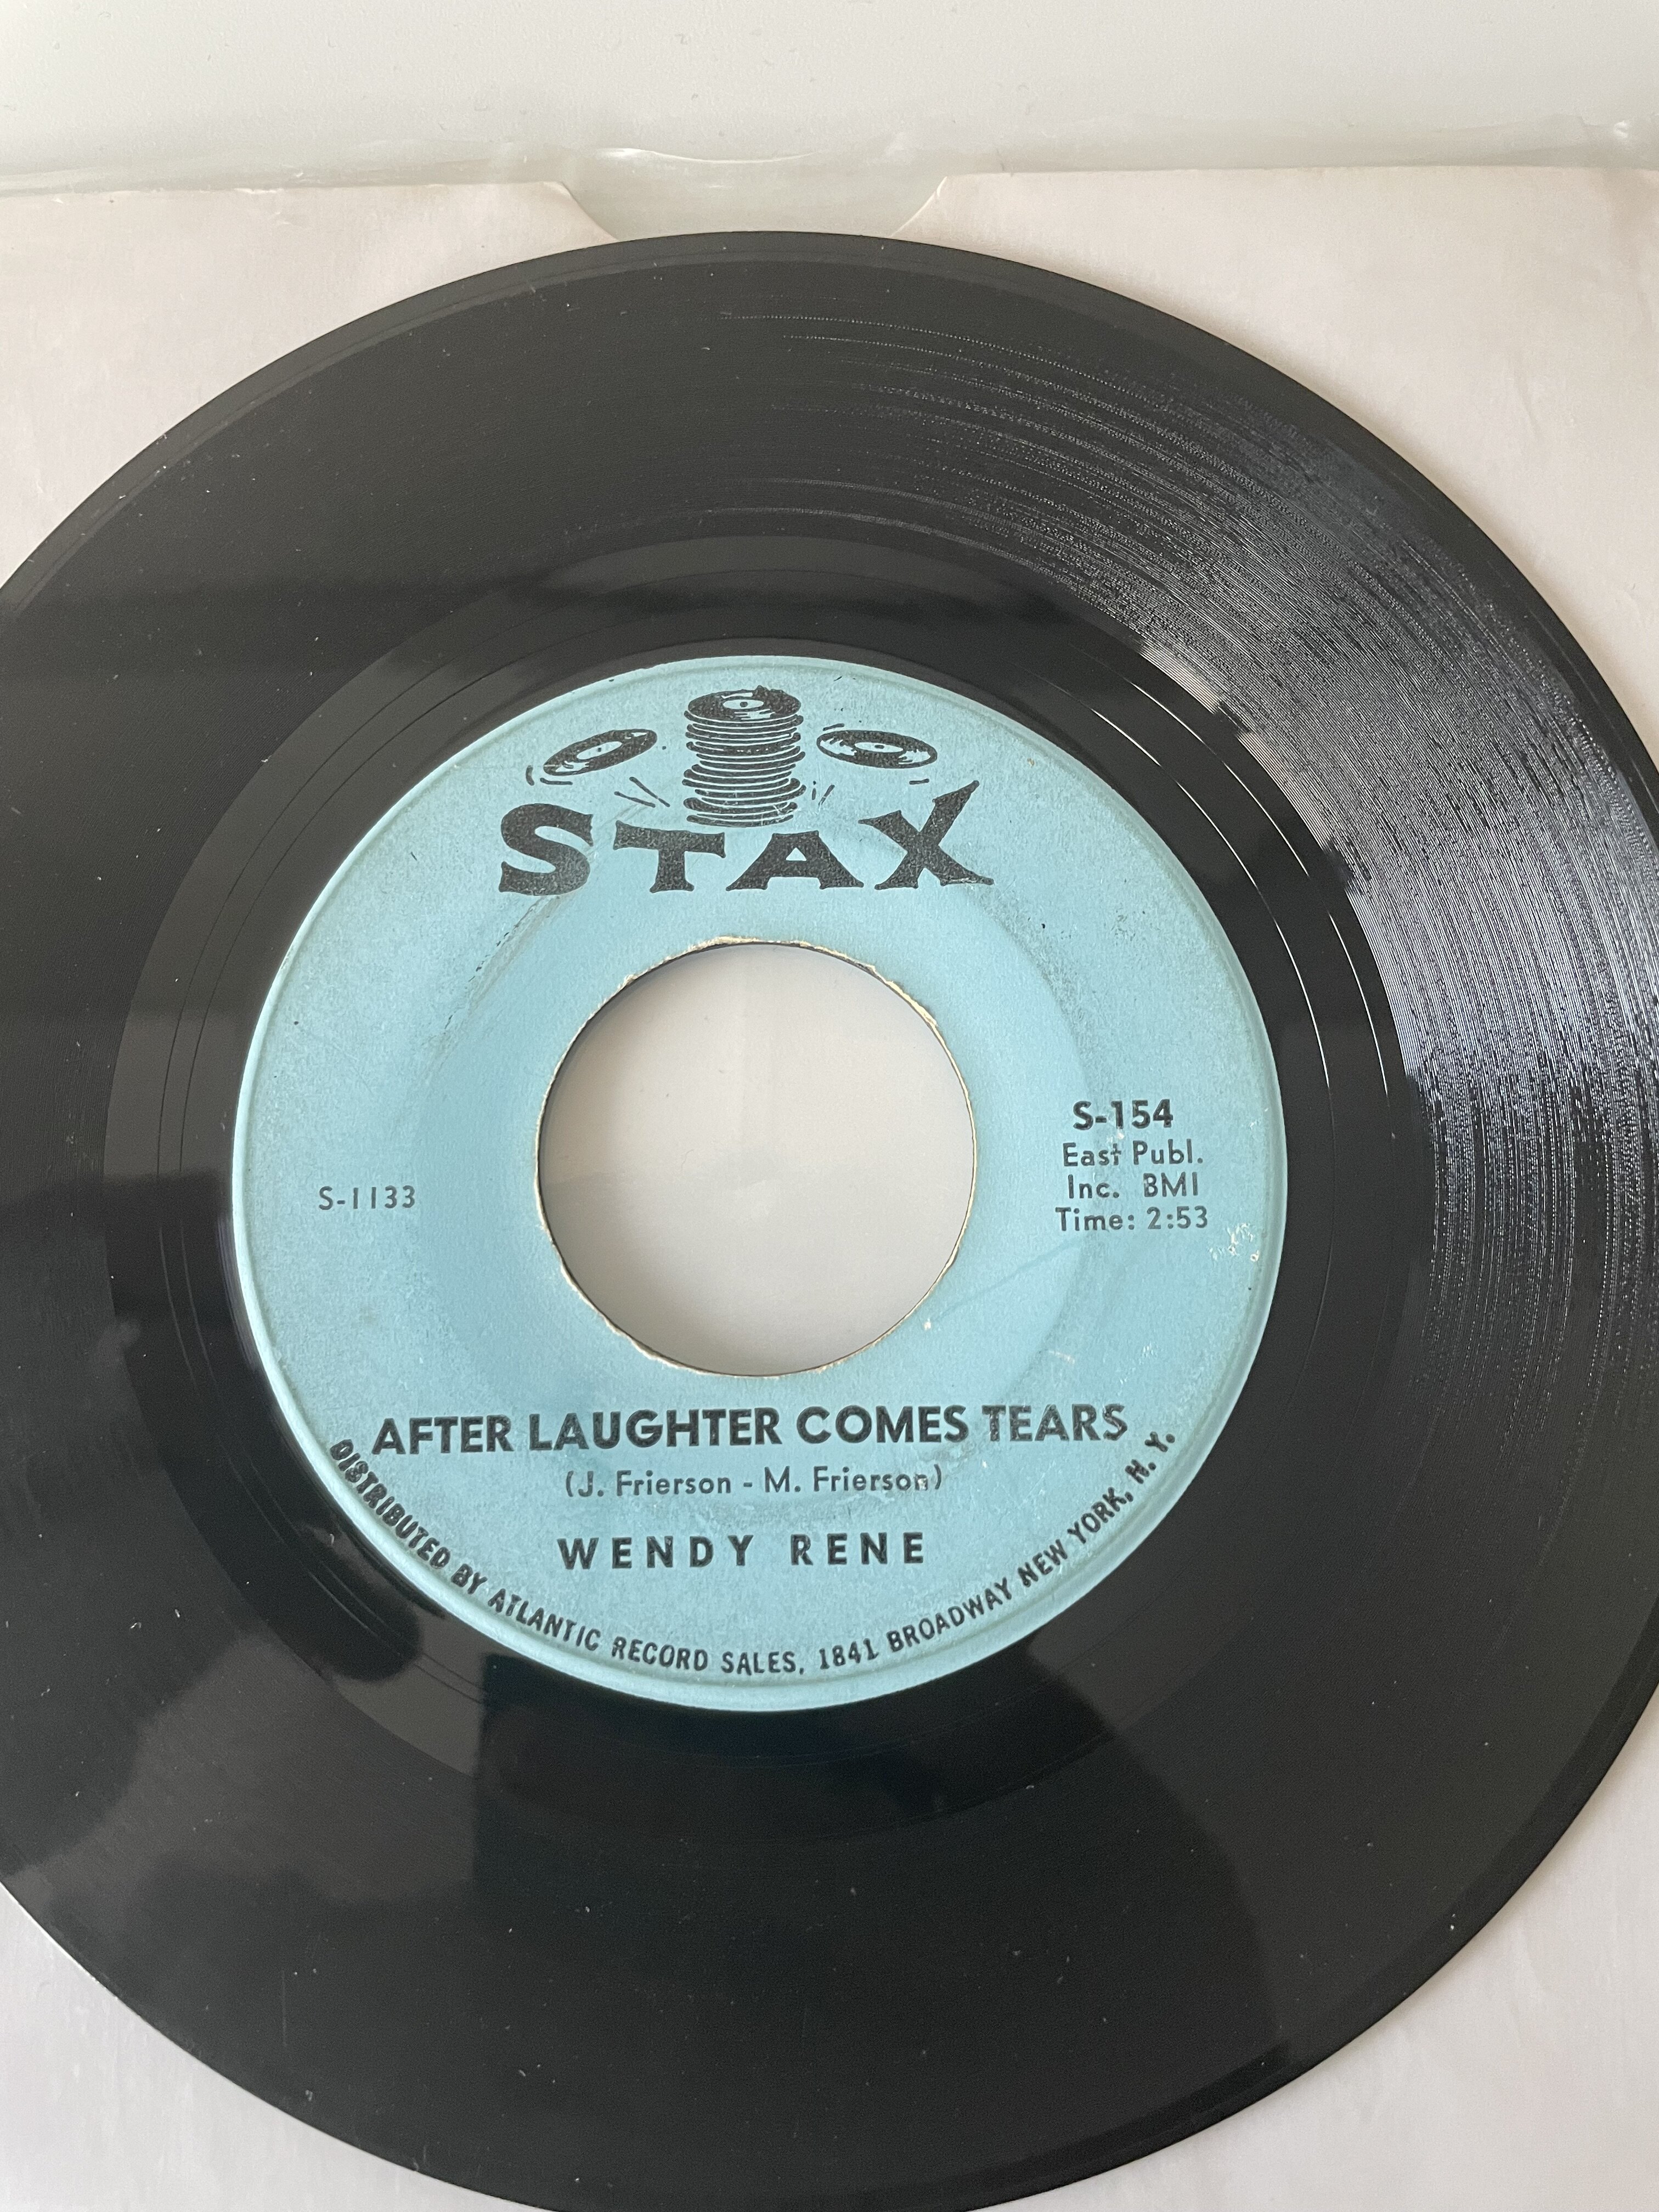 STAX
S-1133
S-154
East Publ.
Inc. BMI
Time: 2:53
AFTER LAUGHTER COMES TEARS
(J. Frierson - M. Frierson)
WENDY RENE
DISTRIBUTED BY ATLANTIC RECORD SALES, 1841 BROADWAY NEW YORK, N. Y.